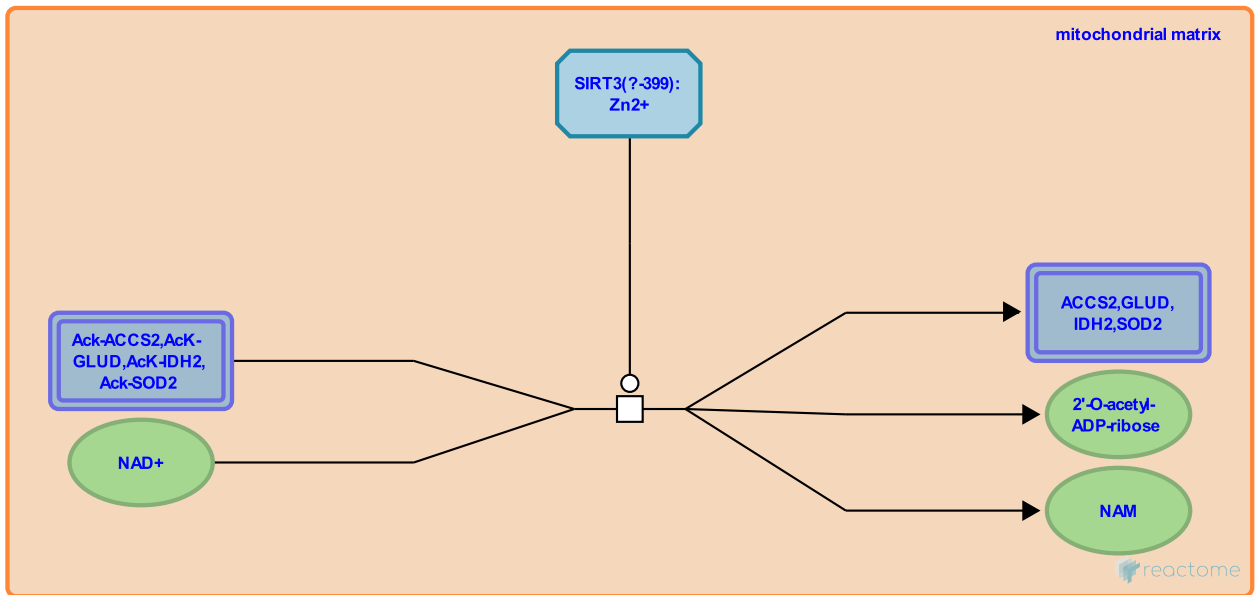 mitochondrial matrix
SIRT3(?-399):
Zn2+
Ack-ACCS2,AcK-
GLUD,AcK-IDH2,
Ack-SOD2
NAD+
ACCS2,GLUD,
IDH2,SOD2
2'-O-acetyl-
ADP-ribose
NAM
reactome